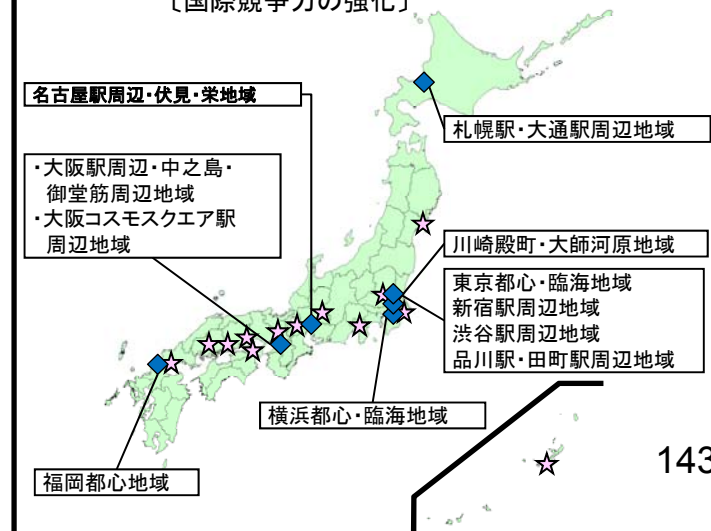 〔国際競争力の強化〕
名古屋駅周辺・伏見・栄地域
札幌駅・大通駅周辺地域
・大阪駅周辺・中之島・
御堂筋周辺地域
・大阪コスモスクエア駅
周辺地域
川崎殿町・大師河原地域
東京都心・臨海地域
新宿駅周辺地域
渋谷駅周辺地域
品川駅・田町駅周辺地域
横浜都心・臨海地域
福岡都心地域
143